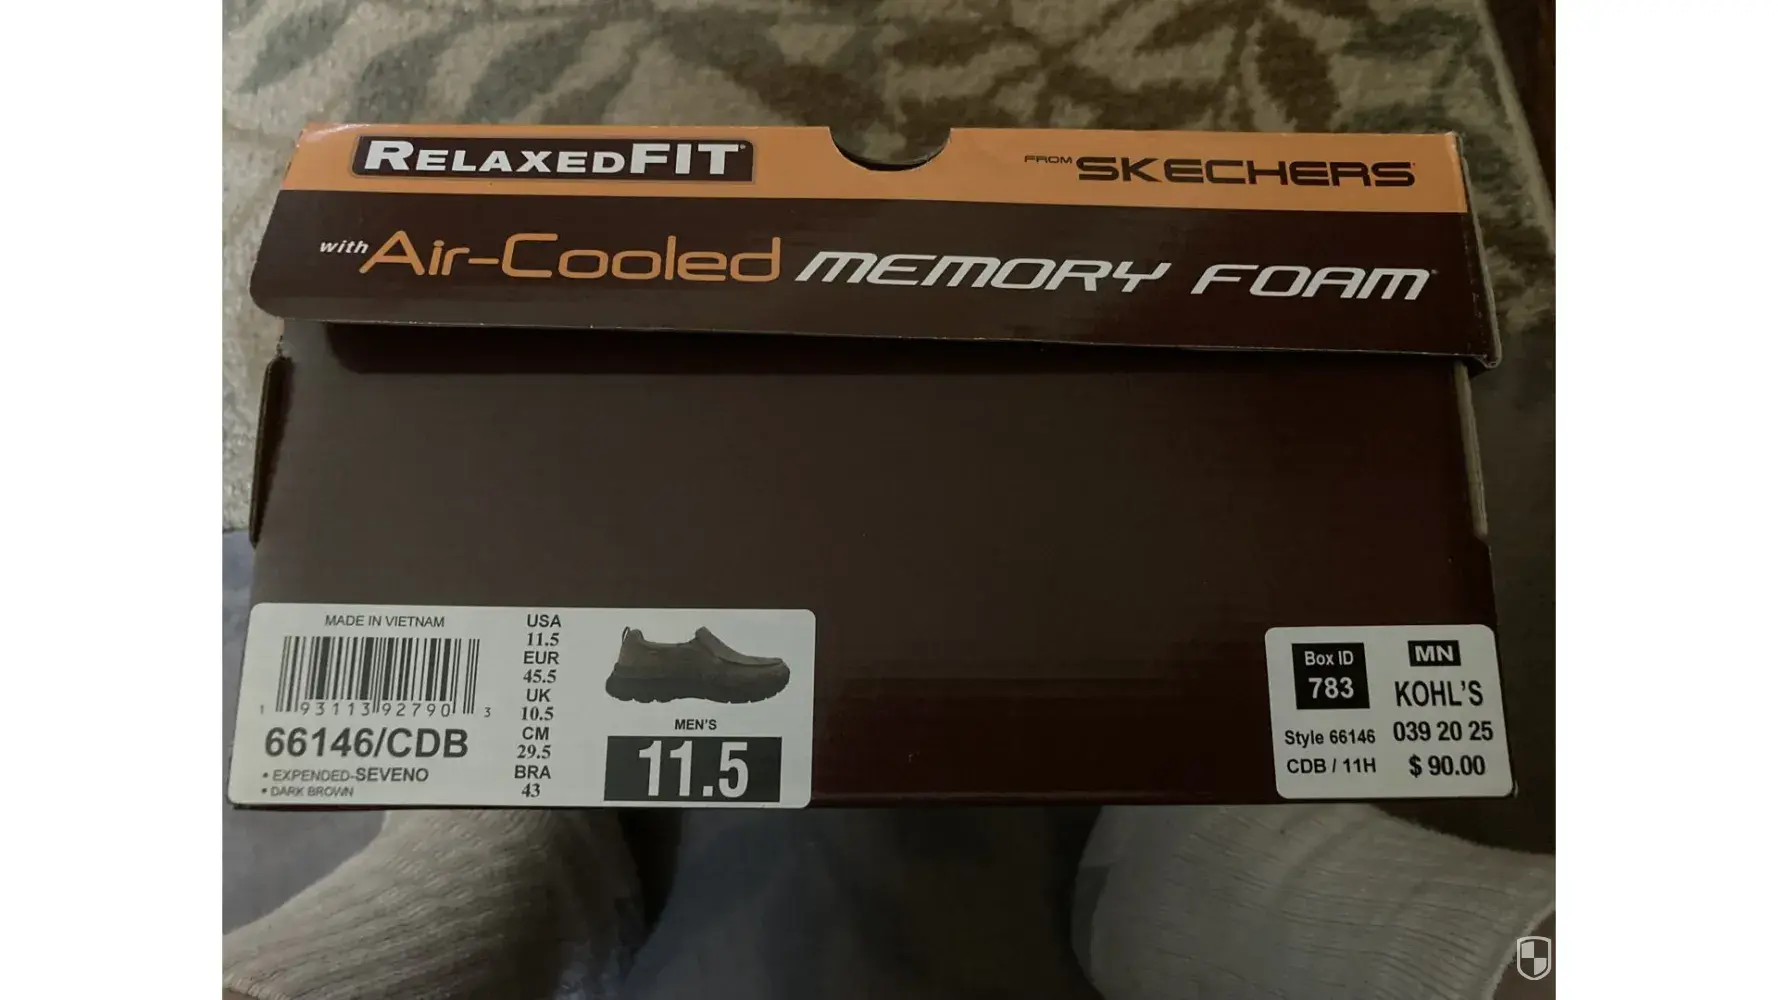 RELAXED FIT
FROM SKECHERS
with Air-Cooled MEMORY FOAM
MADE IN VIETNAM
1 93113 92790 3
66146/CDB
• EXPENDED-SEVENO
• DARK BROWN
USA
11.5
EUR
45.5
UK
10.5
CM
29.5
BRA
43
MEN'S
11.5
Box ID
783
Style 66146
CDB / 11H
MN
KOHL'S
039 20 25
$ 90.00